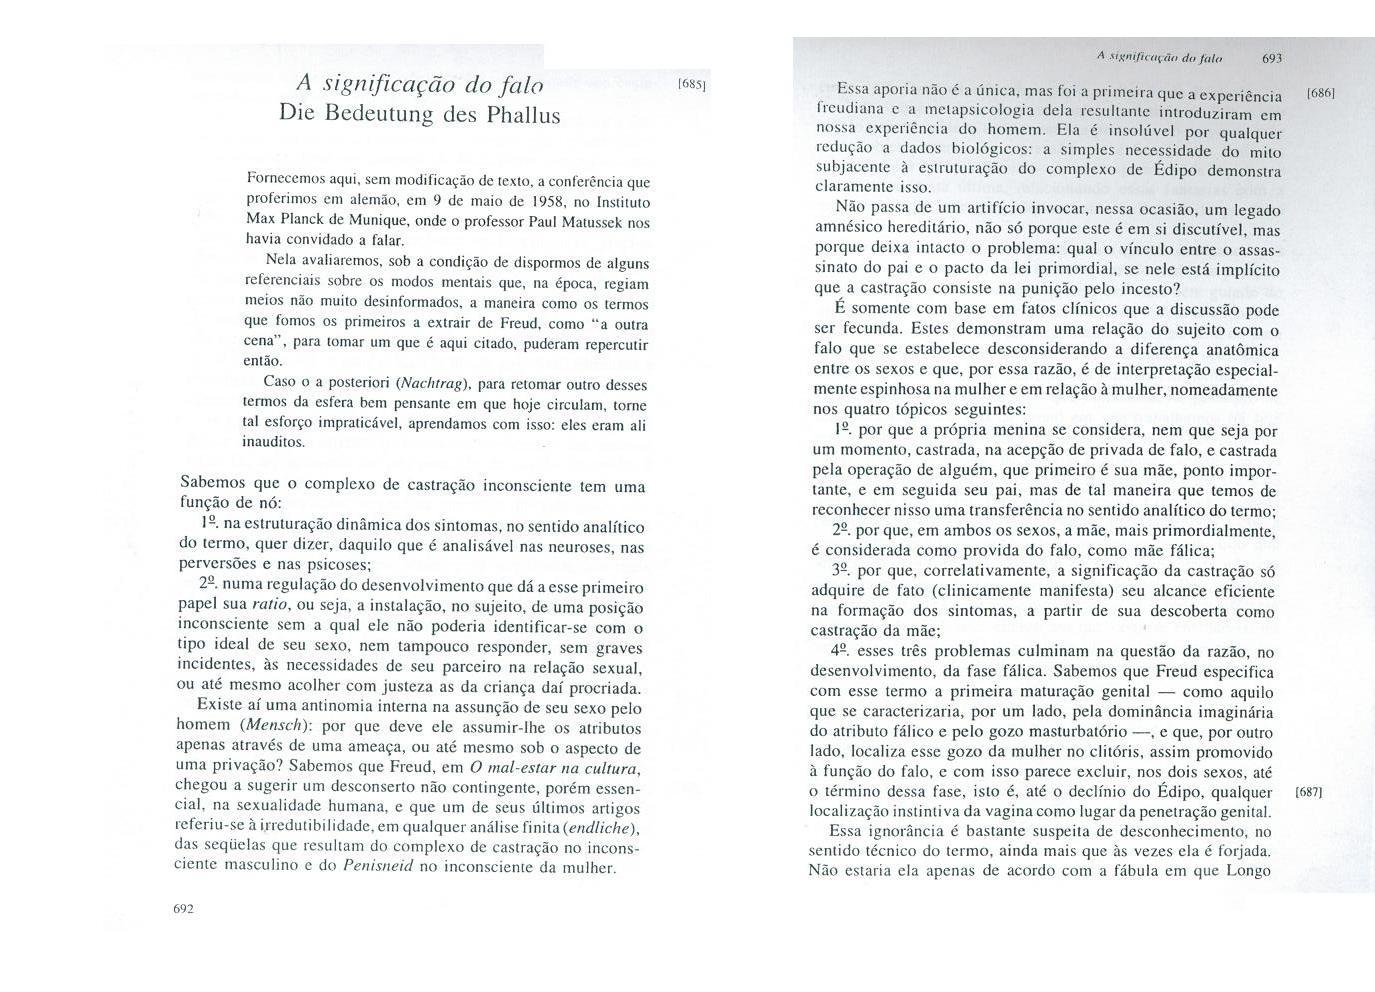 A significação do falo
[685]
Die Bedeutung des Phallus
Fornecemos aqui, sem modificação de texto, a conferência que
proferimos em alemão, em 9 de maio de 1958, no Instituto
Max Planck de Munique, onde o professor Paul Matussek nos
havia convidado a falar.
Nela avaliaremos, sob a condição de dispormos de alguns
referenciais sobre os modos mentais que, na época, regiam
meios não muito desinformados, a maneira como os termos
que fomos os primeiros a extrair de Freud, como “a outra
cena”, para tomar um que é aqui citado, puderam repercutir
então.
Caso o a posteriori (Nachtrag), para retomar outro desses
termos da esfera bem pensante em que hoje circulam, torne
tal esforço impraticável, aprendamos com isso: eles eram ali
inauditos.
Sabemos que o complexo de castração inconsciente tem uma
função de nó:
1º. na estruturação dinâmica dos sintomas, no sentido analítico
do termo, quer dizer, daquilo que é analisável nas neuroses, nas
perversões e nas psicoses;
2º. numa regulação do desenvolvimento que dá a esse primeiro
papel sua ratio, ou seja, a instalação, no sujeito, de uma posição
inconsciente sem a qual ele não poderia identificar-se com o
tipo ideal de seu sexo, nem tampouco responder, sem graves
incidentes, às necessidades de seu parceiro na relação sexual,
ou até mesmo acolher com justeza as da criança daí procriada.
Existe aí uma antinomia interna na assunção de seu sexo pelo
homem (Mensch): por que deve ele assumir-lhe os atributos
apenas através de uma ameaça, ou até mesmo sob o aspecto de
uma privação? Sabemos que Freud, em O mal-estar na cultura,
chegou a sugerir um desconserto não contingente, porém essen-
cial, na sexualidade humana, e que um de seus últimos artigos
referiu-se à irredutibilidade, em qualquer análise finita (endliche),
das seqüelas que resultam do complexo de castração no incons-
ciente masculino e do Penisneid no inconsciente da mulher.
692
A significação do falo 693
Essa aporia não é a única, mas foi a primeira que a experiência
[686]
freudiana e a metapsicologia dela resultante introduziram em
nossa experiência do homem. Ela é insolúvel por qualquer
redução a dados biológicos: a simples necessidade do mito
subjacente à estruturação do complexo de Édipo demonstra
claramente isso.
Não passa de um artifício invocar, nessa ocasião, um legado
amnésico hereditário, não só porque este é em si discutível, mas
porque deixa intacto o problema: qual o vínculo entre o assas-
sinato do pai e o pacto da lei primordial, se nele está implícito
que a castração consiste na punição pelo incesto?
É somente com base em fatos clínicos que a discussão pode
ser fecunda. Estes demonstram uma relação do sujeito com o
falo que se estabelece desconsiderando a diferença anatômica
entre os sexos e que, por essa razão, é de interpretação especial-
mente espinhosa na mulher e em relação à mulher, nomeadamente
nos quatro tópicos seguintes:
1º. por que a própria menina se considera, nem que seja por
um momento, castrada, na acepção de privada de falo, e castrada
pela operação de alguém, que primeiro é sua mãe, ponto impor-
tante, e em seguida seu pai, mas de tal maneira que temos de
reconhecer nisso uma transferência no sentido analítico do termo;
2º. por que, em ambos os sexos, a mãe, mais primordialmente,
é considerada como provida do falo, como mãe fálica;
3º. por que, correlativamente, a significação da castração só
adquire de fato (clinicamente manifesta) seu alcance eficiente
na formação dos sintomas, a partir de sua descoberta como
castração da mãe;
4º. esses três problemas culminam na questão da razão, no
desenvolvimento, da fase fálica. Sabemos que Freud especifica
com esse termo a primeira maturação genital — como aquilo
que se caracterizaria, por um lado, pela dominância imaginária
do atributo fálico e pelo gozo masturbatório —, e que, por outro
lado, localiza esse gozo da mulher no clitóris, assim promovido
à função do falo, e com isso parece excluir, nos dois sexos, até
o término dessa fase, isto é, até o declínio do Édipo, qualquer
[687]
localização instintiva da vagina como lugar da penetração genital.
Essa ignorância é bastante suspeita de desconhecimento, no
sentido técnico do termo, ainda mais que às vezes ela é forjada.
Não estaria ela apenas de acordo com a fábula em que Longo